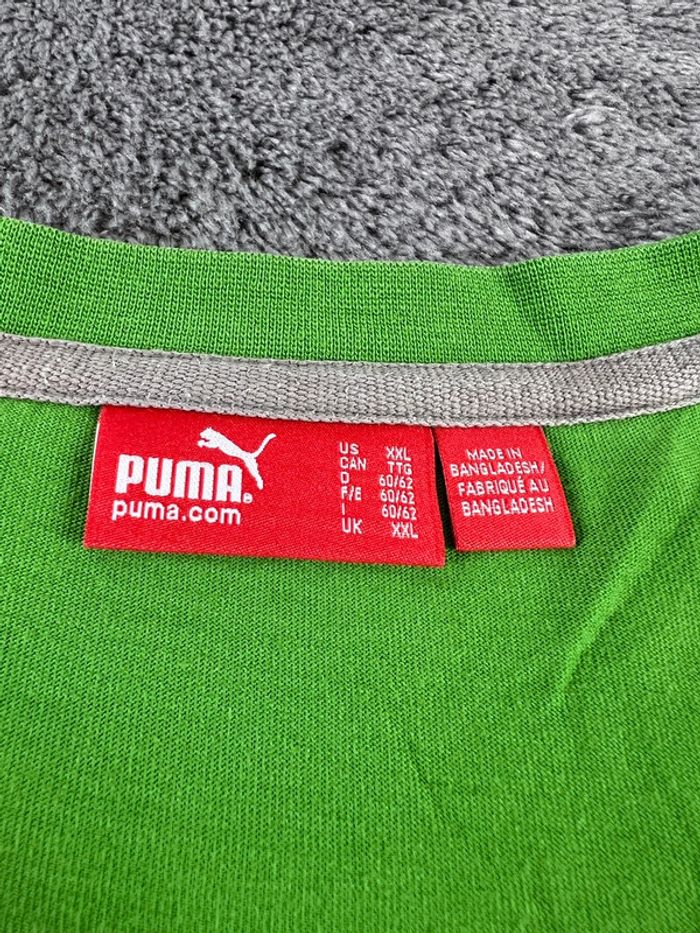 PUMA®
puma.com
US XXL
CAN TTG
D 60/62
F/E 60/62
I 60/62
UK XXL
MADE IN
BANGLADESH/
FABRIQUÉ AU
BANGLADESH